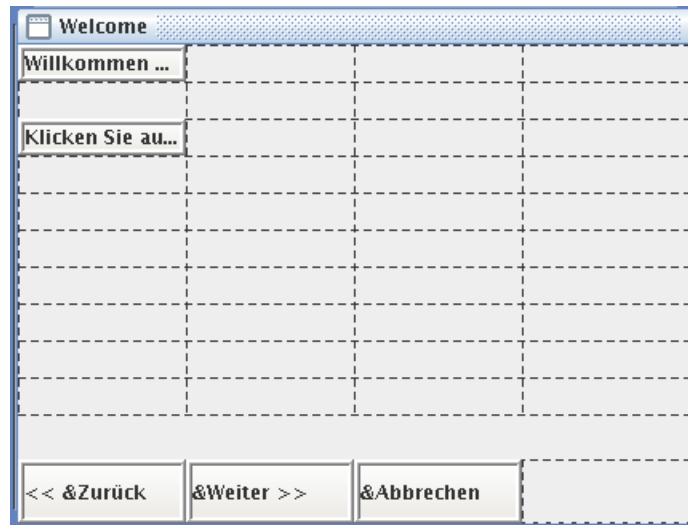 Welcome
Willkommen ...
Klicken Sie au...
<< &Zurück &Weiter >> &Abbrechen